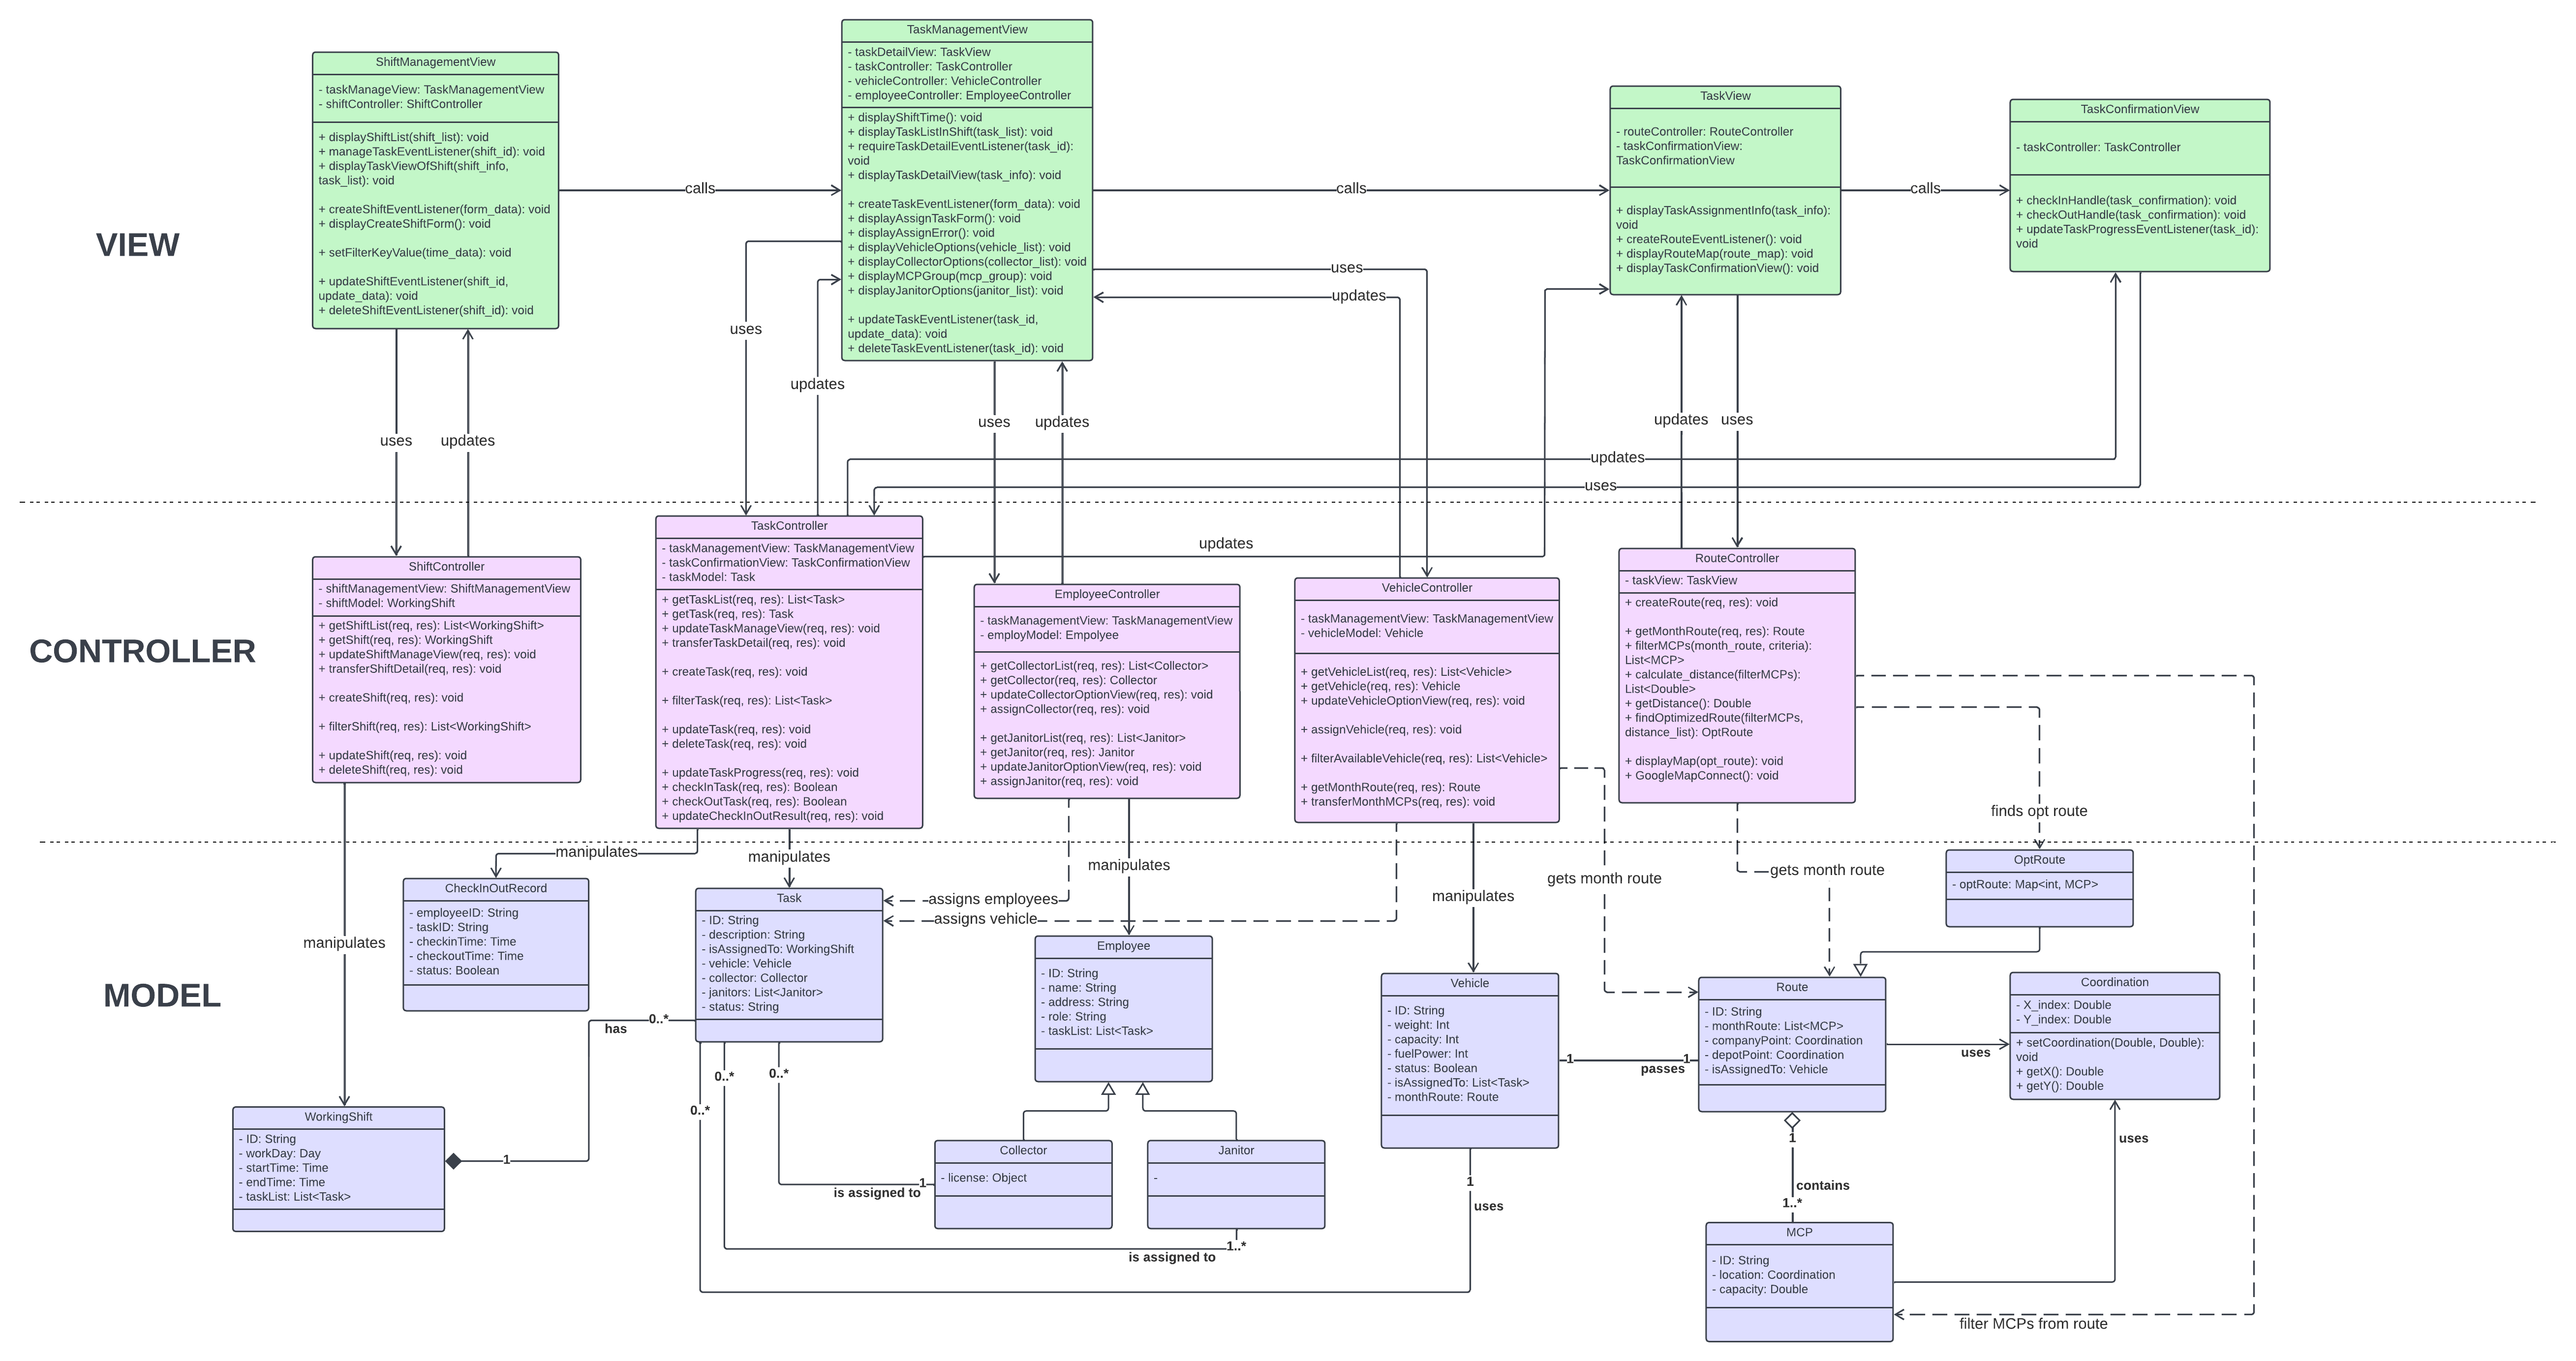 VIEW
ShiftManagementView
- taskManageView: TaskManagementView
- shiftController: ShiftController
+ displayShiftList(shift_list): void
+ manageTaskEventListener(shift_id): void
+ displayTaskViewOfShift(shift_info,
task_list): void
+ createShiftEventListener(form_data): void
+ displayCreateShiftForm(): void
+ setFilterKeyValue(time_data): void
+ updateShiftEventListener(shift_id,
update_data): void
+ deleteShiftEventListener(shift_id): void
calls
TaskManagementView
- taskDetailView: TaskView
- taskController: TaskController
- vehicleController: VehicleController
- employeeController: EmployeeController
+ displayShiftTime(): void
+ displayTaskListInShift(task_list): void
+ requireTaskDetailEventListener(task_id):
void
+ displayTaskDetailView(task_info): void
+ createTaskEventListener(form_data): void
+ displayAssignTaskForm(): void
+ displayAssignError(): void
+ displayVehicleOptions(vehicle_list): void
+ displayCollectorOptions(collector_list): void
+ displayMCPGroup(mcp_group): void
+ displayJanitorOptions(janitor_list): void
+ updateTaskEventListener(task_id,
update_data): void
+ deleteTaskEventListener(task_id): void
calls
TaskView
- routeController: RouteController
- taskConfirmationView:
TaskConfirmationView
+ displayTaskAssignmentInfo(task_info):
void
+ createRouteEventListener(): void
+ displayRouteMap(route_map): void
+ displayTaskConfirmationView(): void
calls
TaskConfirmationView
- taskController: TaskController
+ checkInHandle(task_confirmation): void
+ checkOutHandle(task_confirmation): void
+ updateTaskProgressEventListener(task_id):
void
uses
updates
uses
updates
uses
updates
uses
updates
updates
uses
updates
uses
updates
CONTROLLER
ShiftController
- shiftManagementView: ShiftManagementView
- shiftModel: WorkingShift
+ getShiftList(req, res): List<WorkingShift>
+ getShift(req, res): WorkingShift
+ updateShiftManageView(req, res): void
+ transferShiftDetail(req, res): void
+ createShift(req, res): void
+ filterShift(req, res): List<WorkingShift>
+ updateShift(req, res): void
+ deleteShift(req, res): void
TaskController
- taskManagementView: TaskManagementView
- taskConfirmationView: TaskConfirmationView
- taskModel: Task
+ getTaskList(req, res): List<Task>
+ getTask(req, res): Task
+ updateTaskManageView(req, res): void
+ transferTaskDetail(req, res): void
+ createTask(req, res): void
+ filterTask(req, res): List<Task>
+ updateTask(req, res): void
+ deleteTask(req, res): void
+ updateTaskProgress(req, res): void
+ checkInTask(req, res): Boolean
+ checkOutTask(req, res): Boolean
+ updateCheckInOutResult(req, res): void
EmployeeController
- taskManagementView: TaskManagementView
- employModel: Empolyee
+ getCollectorList(req, res): List<Collector>
+ getCollector(req, res): Collector
+ updateCollectorOptionView(req, res): void
+ assignCollector(req, res): void
+ getJanitorList(req, res): List<Janitor>
+ getJanitor(req, res): Janitor
+ updateJanitorOptionView(req, res): void
+ assignJanitor(req, res): void
VehicleController
- taskManagementView: TaskManagementView
- vehicleModel: Vehicle
+ getVehicleList(req, res): List<Vehicle>
+ getVehicle(req, res): Vehicle
+ updateVehicleOptionView(req, res): void
+ assignVehicle(req, res): void
+ filterAvailableVehicle(req, res): List<Vehicle>
+ getMonthRoute(req, res): Route
+ transferMonthMCPs(req, res): void
RouteController
- taskView: TaskView
+ createRoute(req, res): void
+ getMonthRoute(req, res): Route
+ filterMCPs(month_route, criteria):
List<MCP>
+ calculate_distance(filterMCPs):
List<Double>
+ getDistance(): Double
+ findOptimizedRoute(filterMCPs,
distance_list): OptRoute
+ displayMap(opt_route): void
+ GoogleMapConnect(): void
finds opt route
manipulates
manipulates
manipulates
manipulates
manipulates
assigns employees
assigns vehicle
gets month route
gets month route
MODEL
CheckInOutRecord
- employeeID: String
- taskID: String
- checkinTime: Time
- checkoutTime: Time
- status: Boolean
Task
- ID: String
- description: String
- isAssignedTo: WorkingShift
- vehicle: Vehicle
- collector: Collector
- janitors: List<Janitor>
- status: String
Employee
- ID: String
- name: String
- address: String
- role: String
- taskList: List<Task>
Vehicle
- ID: String
- weight: Int
- capacity: Int
- fuelPower: Int
- status: Boolean
- isAssignedTo: List<Task>
- monthRoute: Route
OptRoute
- optRoute: Map<int, MCP>
Route
- ID: String
- monthRoute: List<MCP>
- companyPoint: Coordination
- depotPoint: Coordination
- isAssignedTo: Vehicle
Coordination
- X_index: Double
- Y_index: Double
+ setCoordination(Double, Double):
void
+ getX(): Double
+ getY(): Double
WorkingShift
- ID: String
- workDay: Day
- startTime: Time
- endTime: Time
- taskList: List<Task>
1
has
0..*
0..*
0..*
0..*
Collector
- license: Object
Janitor
-
1
is assigned to
1..*
is assigned to
1
uses
1
passes
1
uses
1
contains
1..*
uses
MCP
- ID: String
- location: Coordination
- capacity: Double
filter MCPs from route